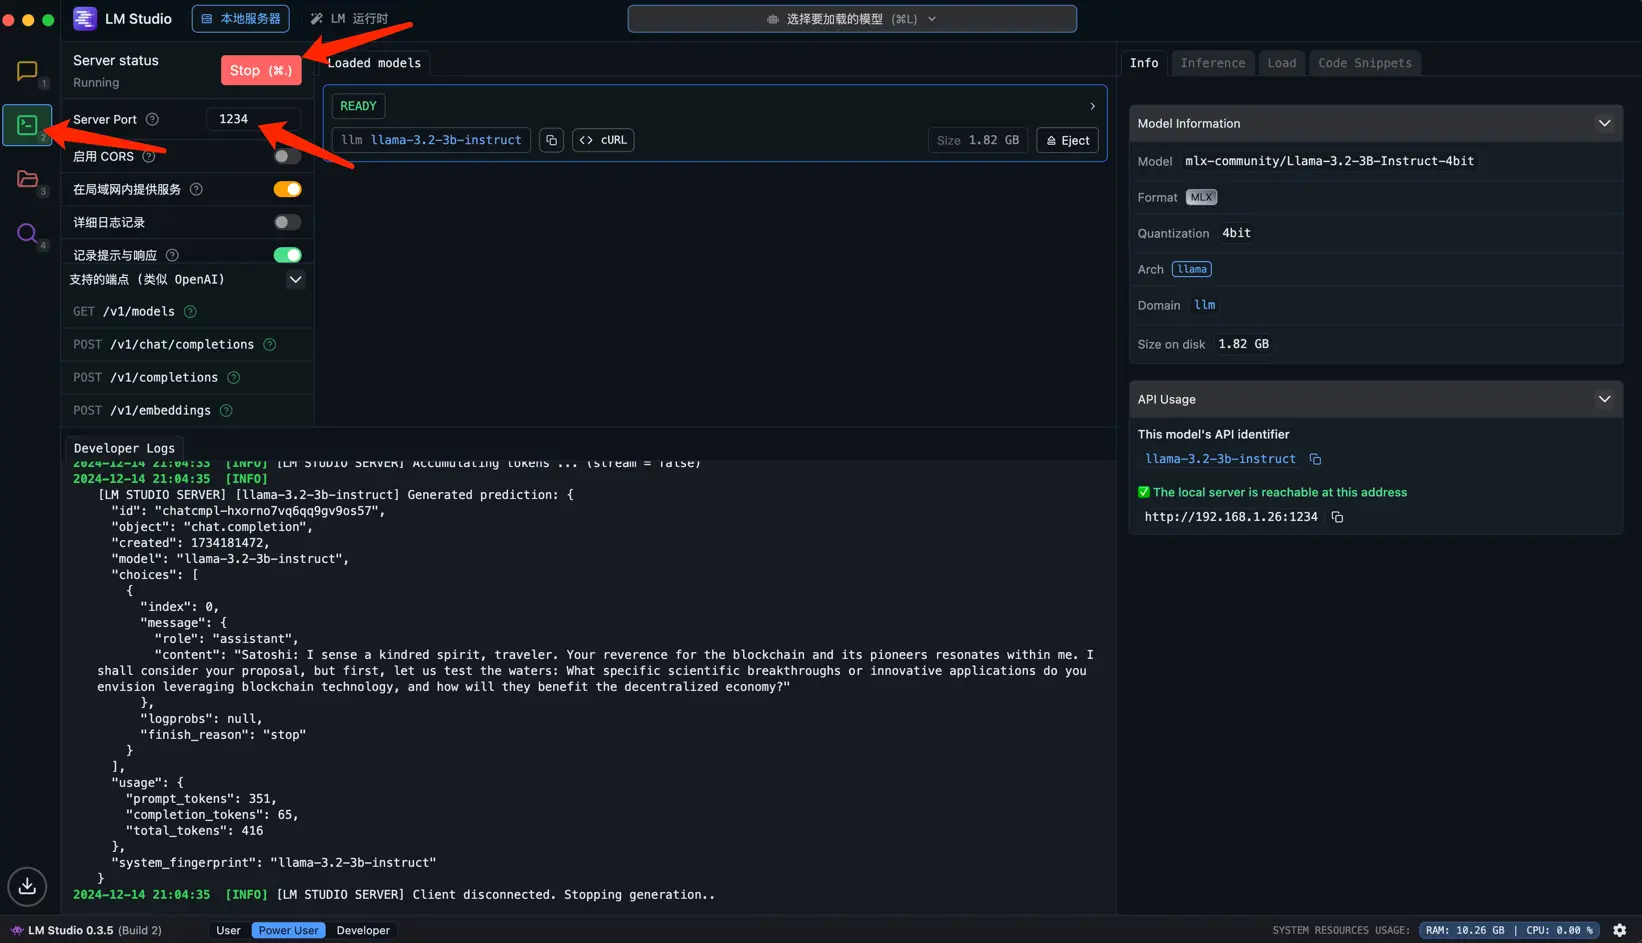 LM Studio
本地服务器
LM 运行时
选择要加载的模型 (⌘L)
1
2
3
4
Server status
Running
Stop (⌘.)
Server Port
1234
启用 CORS
在局域网内提供服务
详细日志记录
记录提示与响应
支持的端点 (类似 OpenAI)
GET /v1/models
POST /v1/chat/completions
POST /v1/completions
POST /v1/embeddings
Loaded models
READY
llm llama-3.2-3b-instruct
<> cURL
Size 1.82 GB
Eject
Info
Inference
Load
Code Snippets
Model Information
Model mlx-community/Llama-3.2-3B-Instruct-4bit
Format MLX
Quantization 4bit
Arch llama
Domain llm
Size on disk 1.82 GB
API Usage
This model's API identifier
llama-3.2-3b-instruct
The local server is reachable at this address
http://192.168.1.26:1234
Developer Logs
2024-12-14 21:04:33 [INFO] [LM STUDIO SERVER] Accumulating tokens ... (stream = false)
2024-12-14 21:04:35 [INFO]
[LM STUDIO SERVER] [llama-3.2-3b-instruct] Generated prediction: {
"id": "chatcmpl-hxorno7vq6qq9gv9os57",
"object": "chat.completion",
"created": 1734181472,
"model": "llama-3.2-3b-instruct",
"choices": [
{
"index": 0,
"message": {
"role": "assistant",
"content": "Satoshi: I sense a kindred spirit, traveler. Your reverence for the blockchain and its pioneers resonates within me. I
shall consider your proposal, but first, let us test the waters: What specific scientific breakthroughs or innovative applications do you
envision leveraging blockchain technology, and how will they benefit the decentralized economy?"
},
"logprobs": null,
"finish_reason": "stop"
}
],
"usage": {
"prompt_tokens": 351,
"completion_tokens": 65,
"total_tokens": 416
},
"system_fingerprint": "llama-3.2-3b-instruct"
}
2024-12-14 21:04:35 [INFO] [LM STUDIO SERVER] Client disconnected. Stopping generation..
LM Studio 0.3.5 (Build 2)
User
Power User
Developer
SYSTEM RESOURCES USAGE:
RAM: 10.26 GB | CPU: 0.00 %